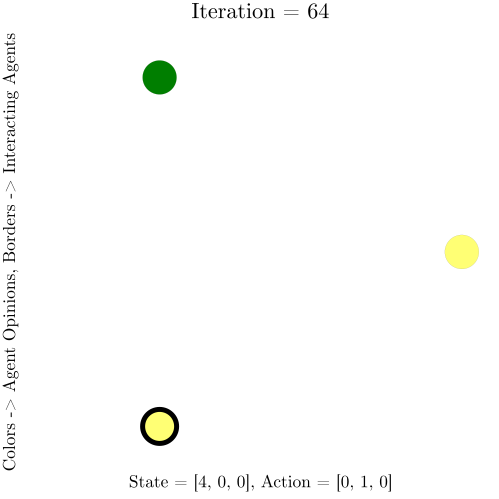 Iteration = 64
Colors -> Agent Opinions, Borders -> Interacting Agents
State = [4, 0, 0], Action = [0, 1, 0]